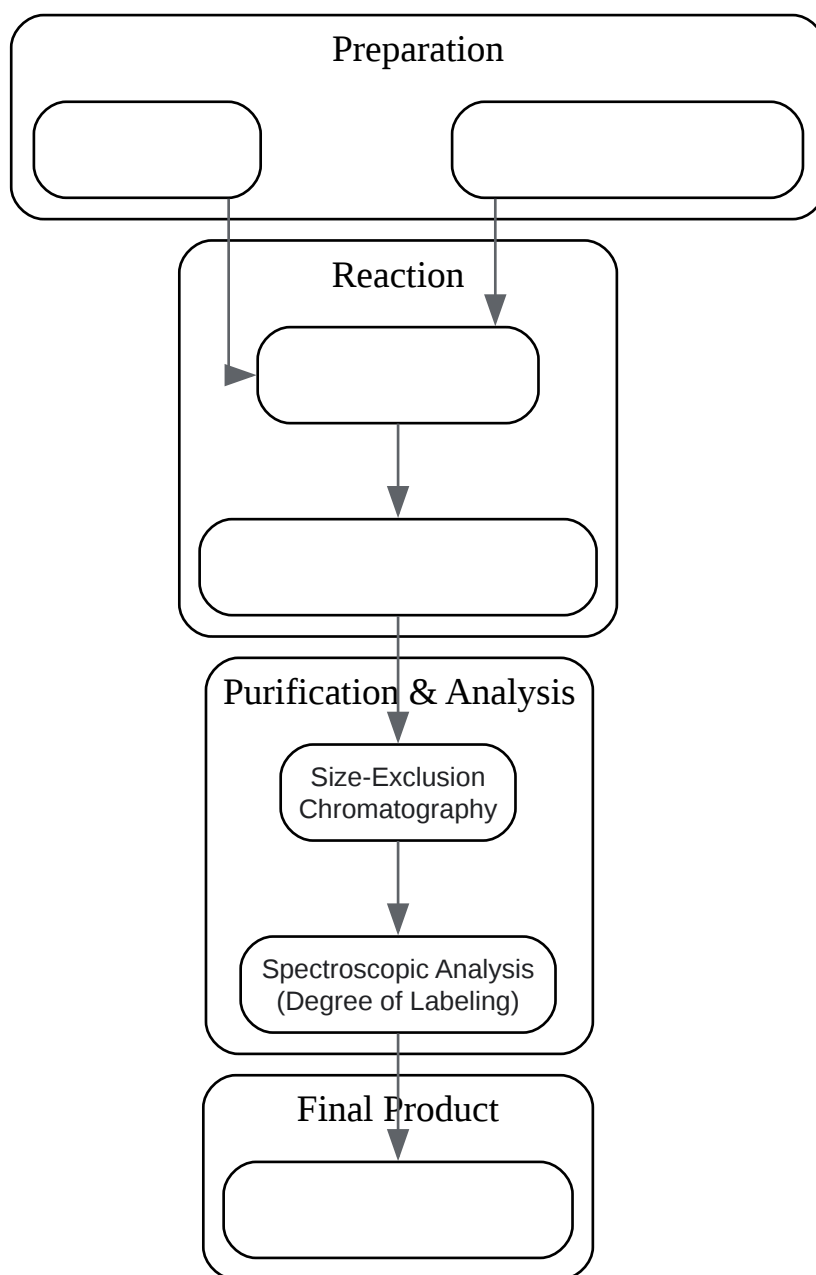 Preparation
Reaction
Purification & Analysis
Size-Exclusion
Chromatography
Spectroscopic Analysis
(Degree of Labeling)
Final Product